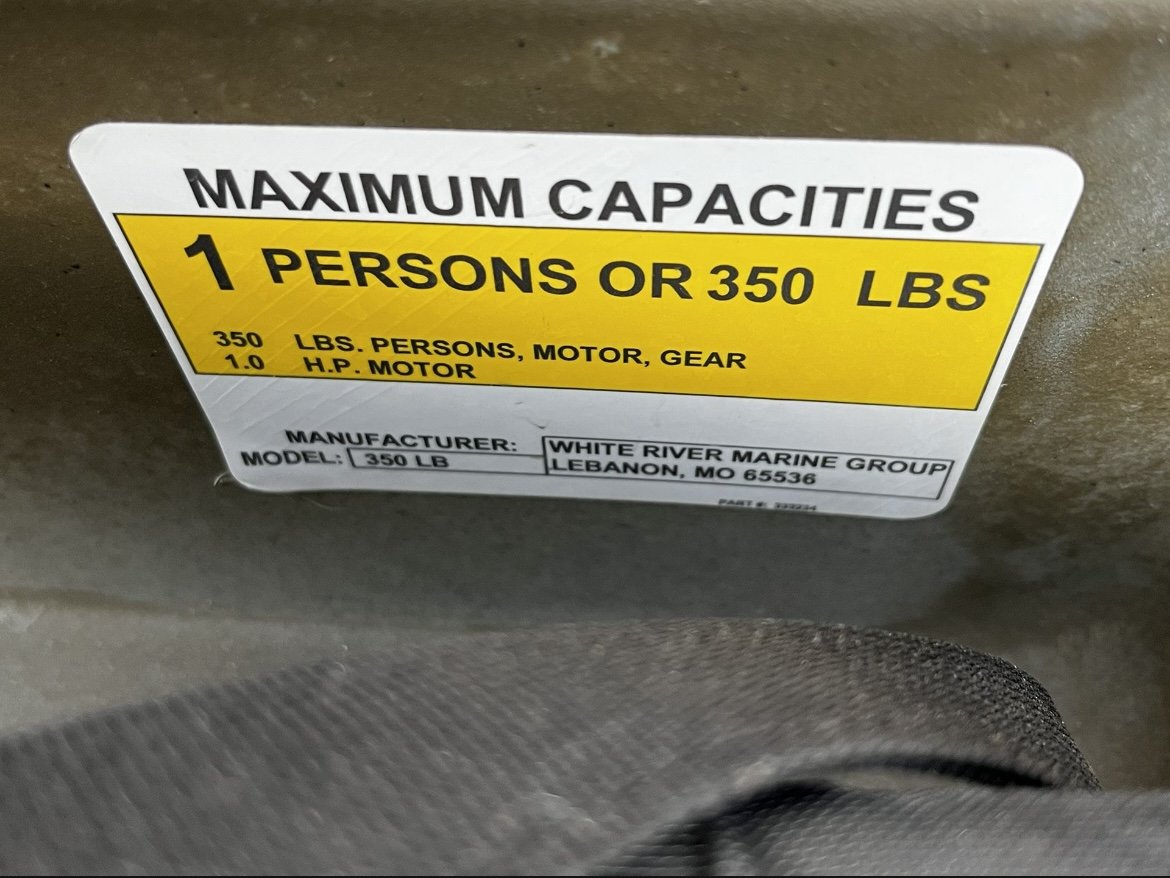 MAXIMUM CAPACITIES
1 PERSONS OR 350 LBS
350 LBS. PERSONS, MOTOR, GEAR
1.0 H.P. MOTOR
MANUFACTURER: WHITE RIVER MARINE GROUP
MODEL: 350 LB LEBANON, MO 65536
PART #: